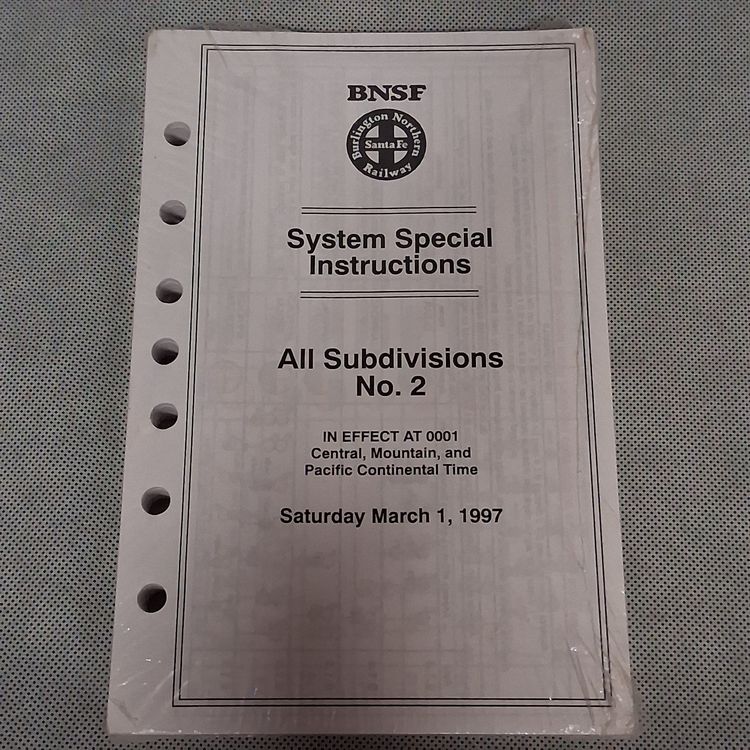 BNSF
Burlington Northern
Santa Fe
Railway
System Special
Instructions
All Subdivisions
No. 2
IN EFFECT AT 0001
Central, Mountain, and
Pacific Continental Time
Saturday March 1, 1997